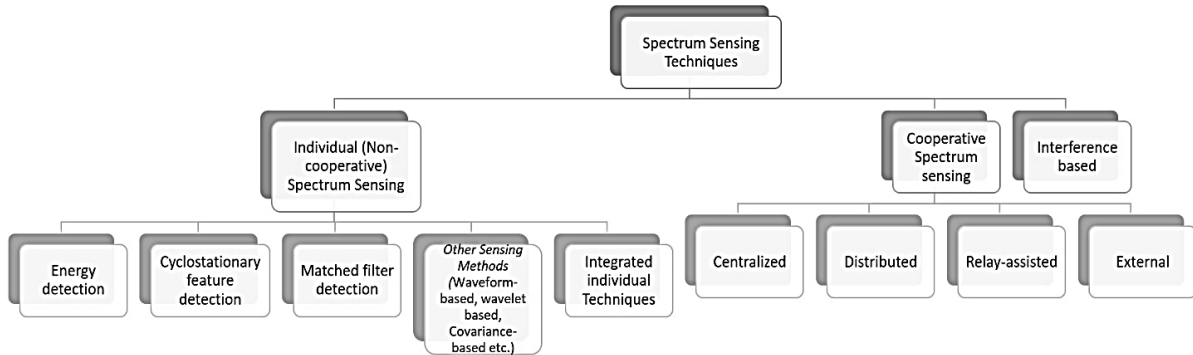 Spectrum Sensing
Techniques
Individual (Non-
cooperative)
Spectrum Sensing
Cooperative
Spectrum
sensing
Interference
based
Energy
detection
Cyclostationary
feature
detection
Matched filter
detection
Other Sensing
Methods
(Waveform-
based, wavelet
based,
Covariance-
based etc.)
Integrated
individual
Techniques
Centralized
Distributed
Relay-assisted
External